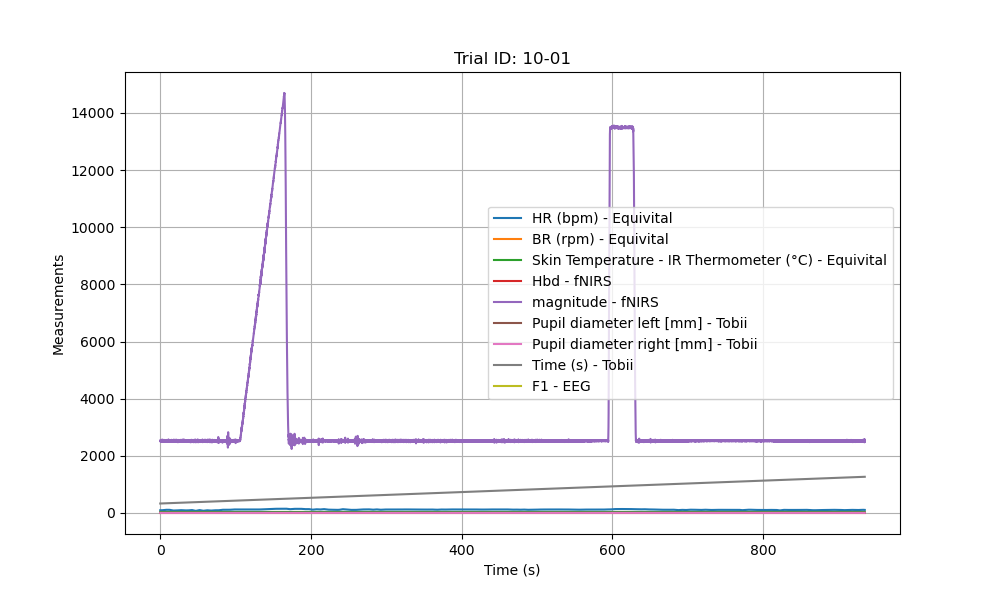 Trial ID: 10-01
14000
12000
10000
8000
6000
4000
2000
0
Measurements
HR (bpm) - Equivital
BR (rpm) - Equivital
Skin Temperature - IR Thermometer (°C) - Equivital
Hbd - fNIRS
magnitude - fNIRS
Pupil diameter left [mm] - Tobii
Pupil diameter right [mm] - Tobii
Time (s) - Tobii
F1 - EEG
0 200 400 600 800
Time (s)